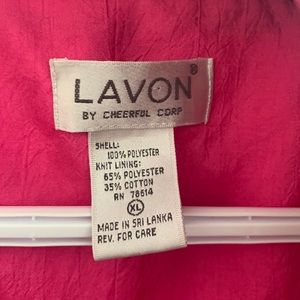 LAVON®
BY CHEERFUL CORP
SHELL:
100% POLYESTER
KNIT LINING:
65% POLYESTER
35% COTTON
RN 78614
XL
MADE IN SRI LANKA
REV. FOR CARE